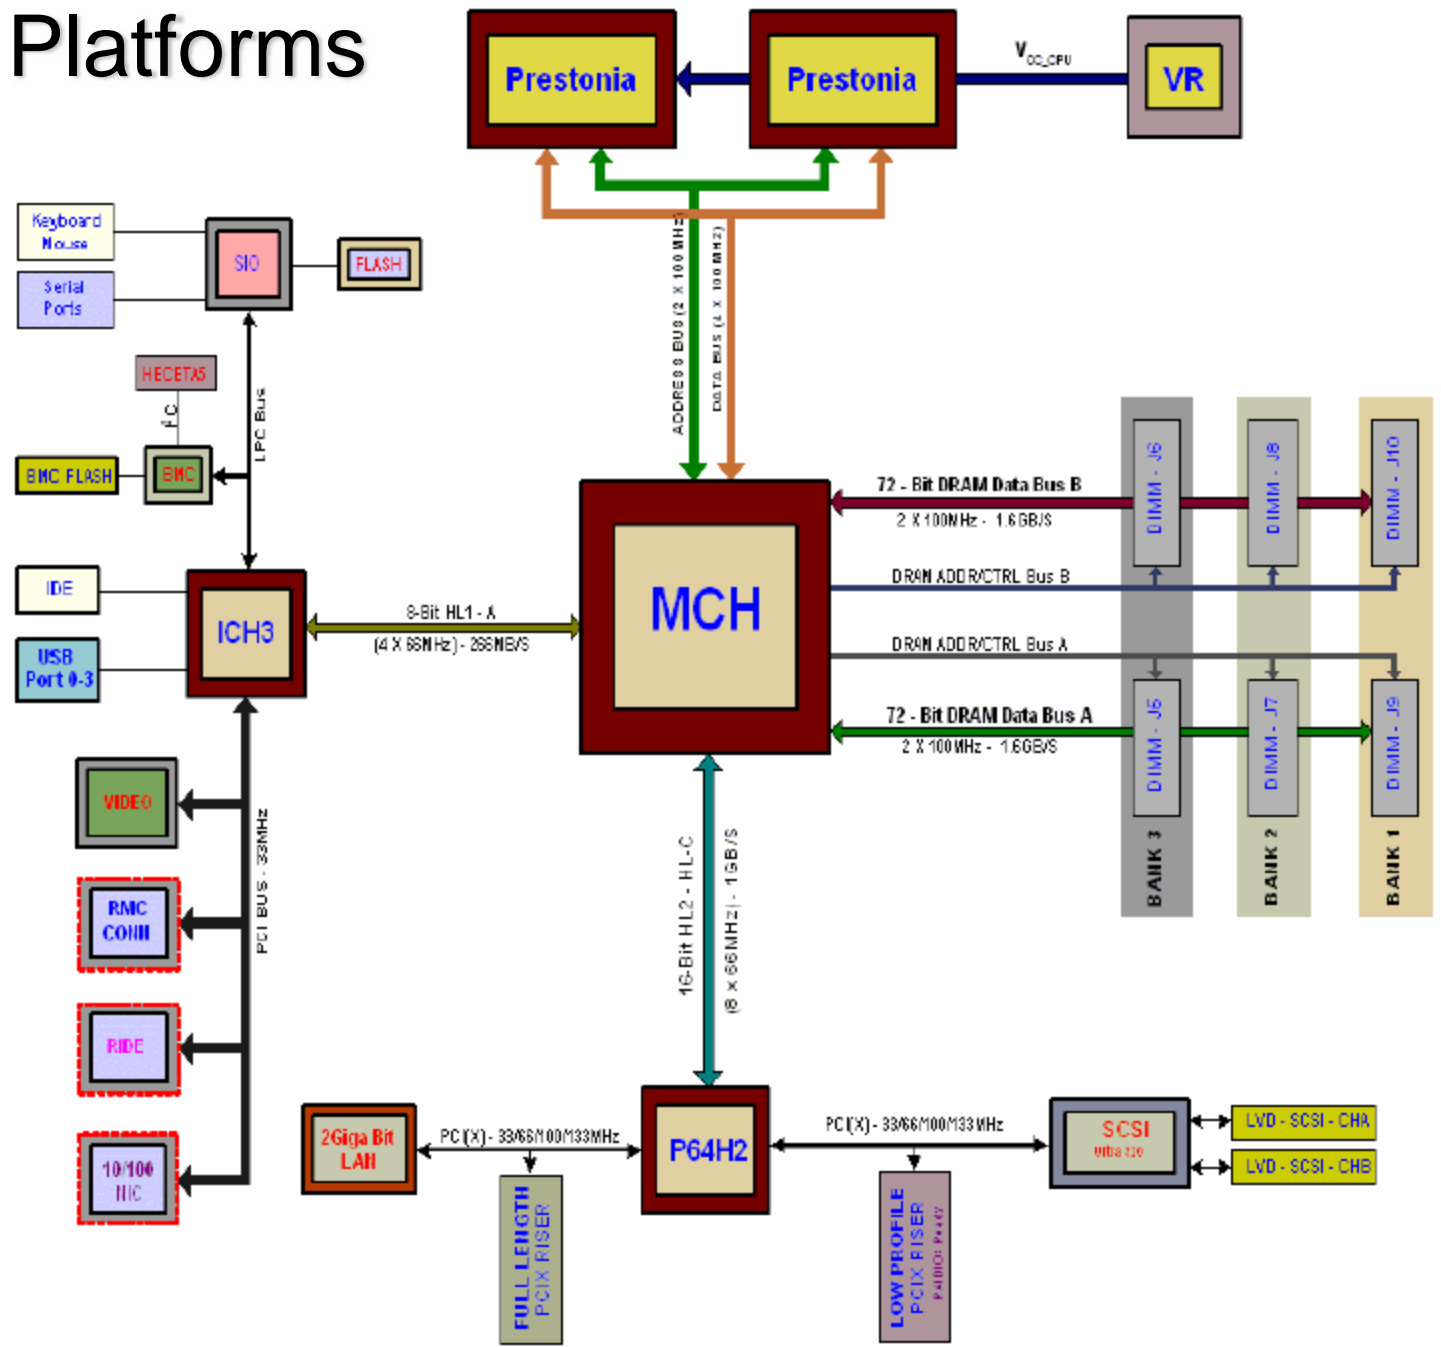 Platforms
Prestonia
Prestonia
VCC_CPU
VR
Keyboard
Mouse
Serial
Ports
SIO
FLASH
HECETA5
I²C
LPC Bus
BMC FLASH
BMC
ADDRESS BUS (2 X 100 MHz)
DATA BUS (4 X 100 MHz)
IDE
USB
Port 0-3
ICH3
8-Bit HL1 - A
(4 X 66MHz) - 266MB/S
MCH
72 - Bit DRAM Data Bus B
2 X 100MHz - 1.6GB/S
DRAM ADDR/CTRL Bus B
DRAM ADDR/CTRL Bus A
72 - Bit DRAM Data Bus A
2 X 100MHz - 1.6GB/S
DIMM - J6
DIMM - J8
DIMM - J10
DIMM - J5
DIMM - J7
DIMM - J9
BANK 3
BANK 2
BANK 1
VIDEO
RMC
CONN
RIDE
10/100
NIC
PCI BUS - 33MHz
16-Bit HL2 - HL-C
(8 X 66MHz) - 1GB/S
2Giga Bit
LAN
PCI(X) - 33/66/100/133MHz
P64H2
PCI(X) - 33/66/100/133MHz
SCSI
LVD - SCSI - CHA
LVD - SCSI - CHB
FULL LENGTH
PCIX RISER
LOW PROFILE
PCIX RISER
Ready